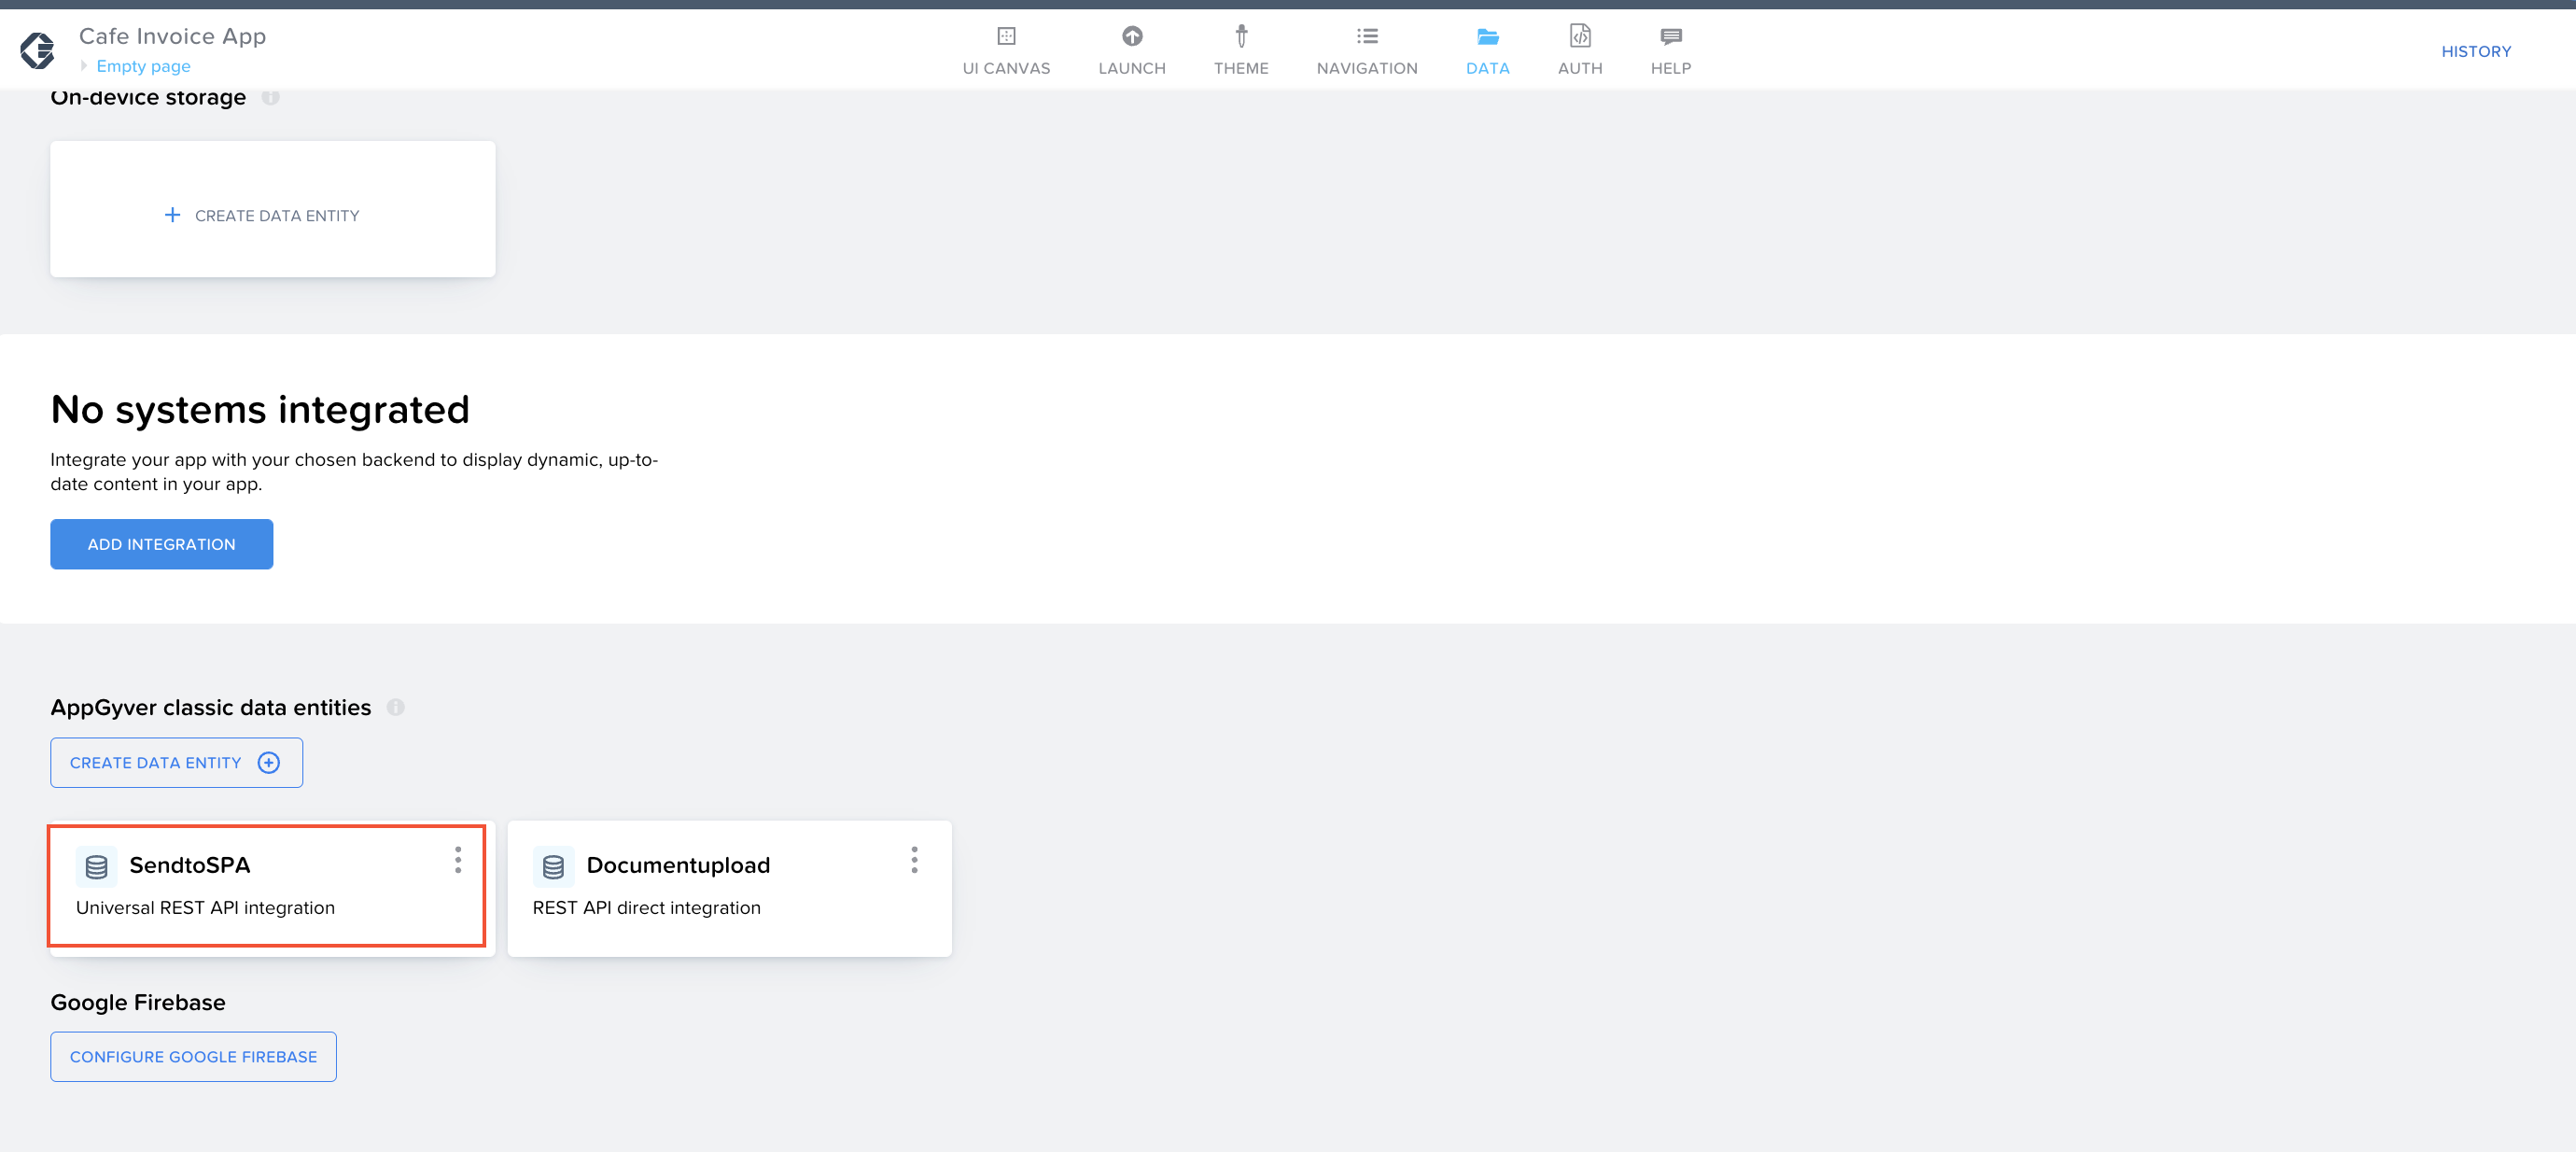 Cafe Invoice App
Empty page
UI CANVAS
LAUNCH
THEME
NAVIGATION
DATA
AUTH
HELP
HISTORY
On-device storage
CREATE DATA ENTITY
No systems integrated
Integrate your app with your chosen backend to display dynamic, up-to-
date content in your app.
ADD INTEGRATION
AppGyver classic data entities
CREATE DATA ENTITY
SendtoSPA
Universal REST API integration
Documentupload
REST API direct integration
Google Firebase
CONFIGURE GOOGLE FIREBASE